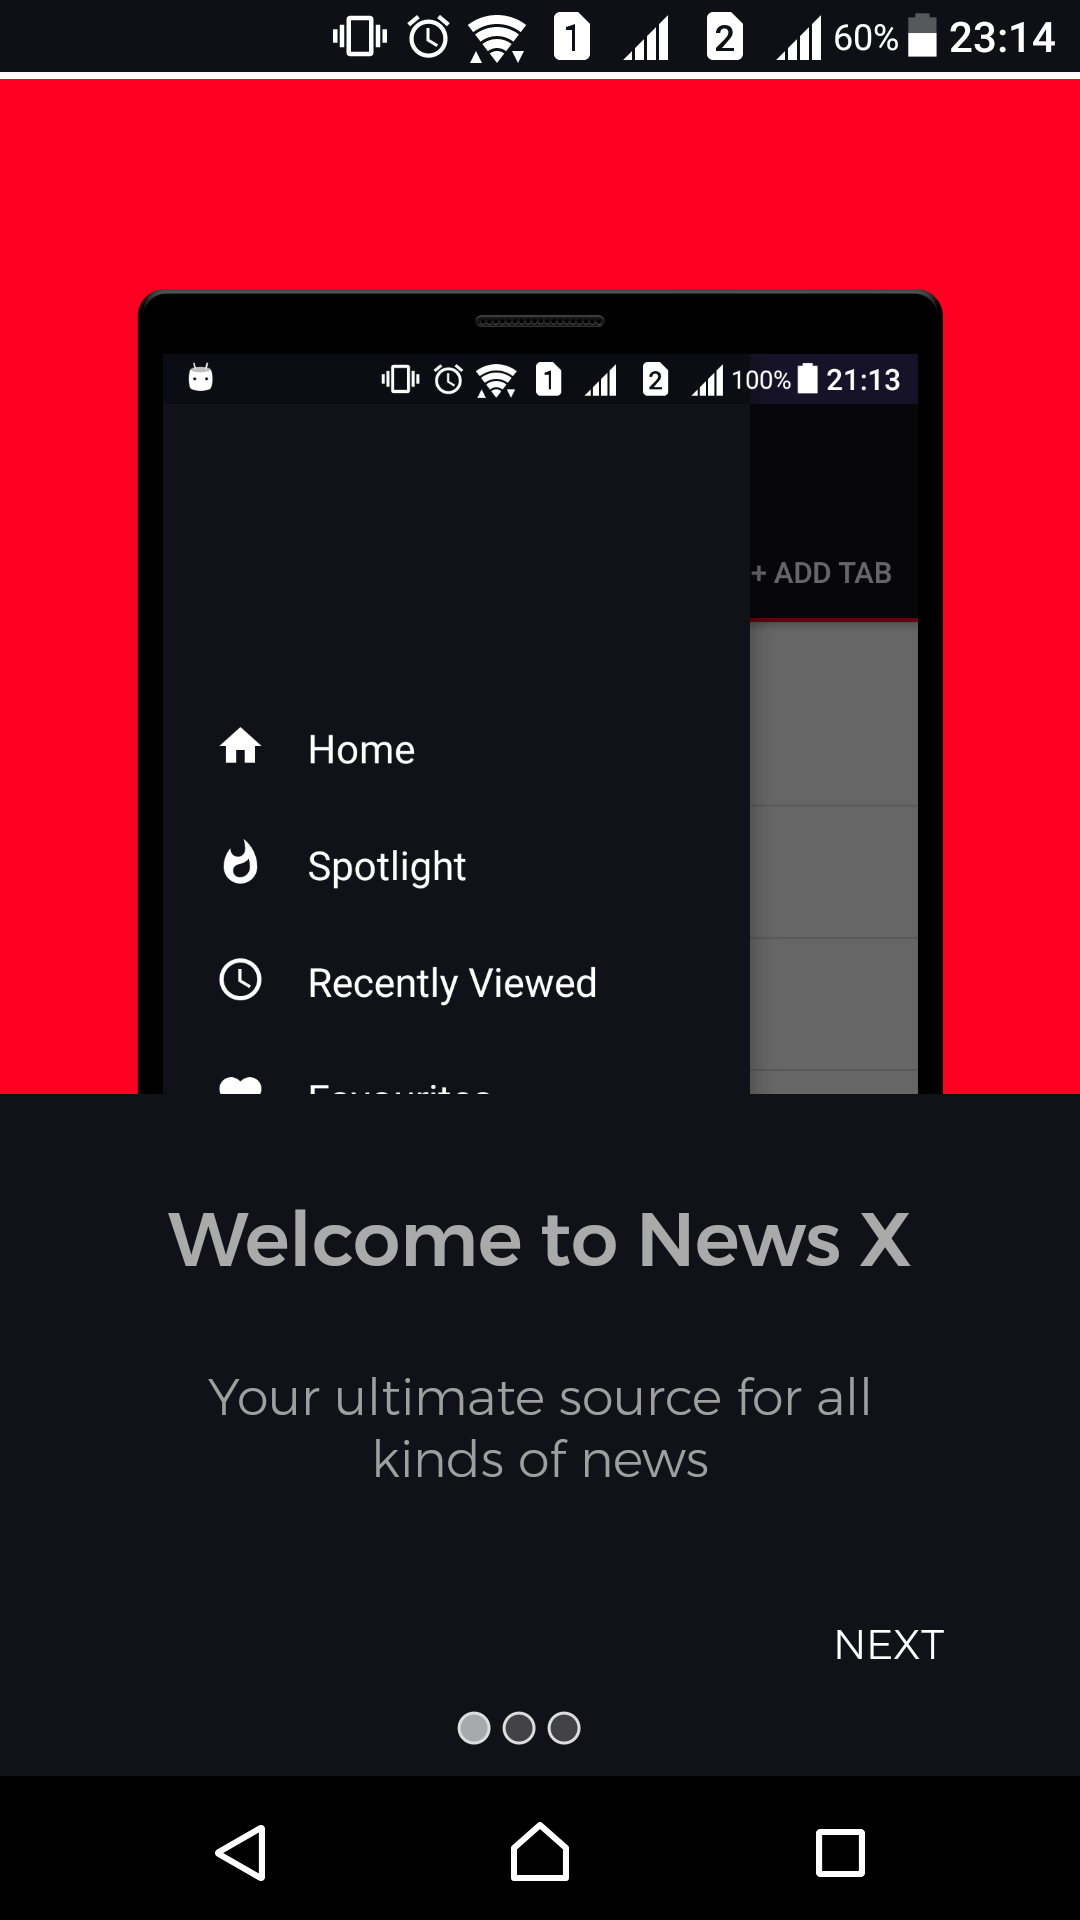 1 2 60% 23:14
1 2 100% 21:13
+ ADD TAB
Home
Spotlight
Recently Viewed
Favourites
Welcome to News X
Your ultimate source for all
kinds of news
NEXT